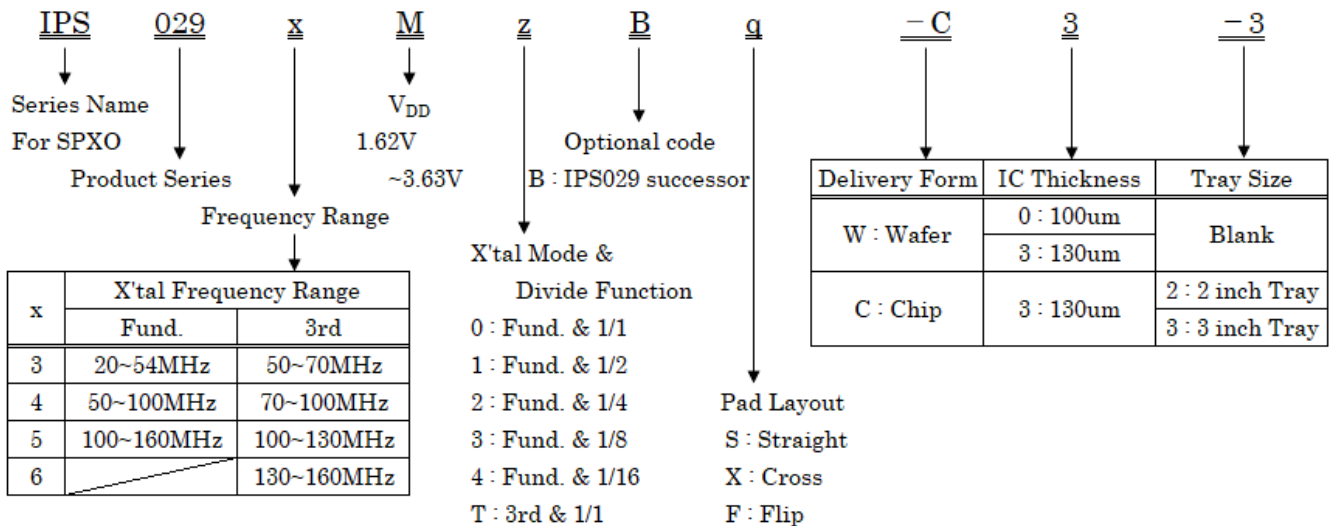 IPS 029 x M z B q －C 3 －3
Series Name
For SPXO
Product Series
VDD
1.62V
~3.63V
Optional code
B : IPS029 successor
Frequency Range
x X'tal Frequency Range
Fund. 3rd
3 20~54MHz 50~70MHz
4 50~100MHz 70~100MHz
5 100~160MHz 100~130MHz
6 130~160MHz
X'tal Mode &
Divide Function
0 : Fund. & 1/1
1 : Fund. & 1/2
2 : Fund. & 1/4
3 : Fund. & 1/8
4 : Fund. & 1/16
T : 3rd & 1/1
Pad Layout
S : Straight
X : Cross
F : Flip
Delivery Form IC Thickness Tray Size
W : Wafer 0 : 100um Blank
3 : 130um
C : Chip 3 : 130um 2 : 2 inch Tray
3 : 3 inch Tray